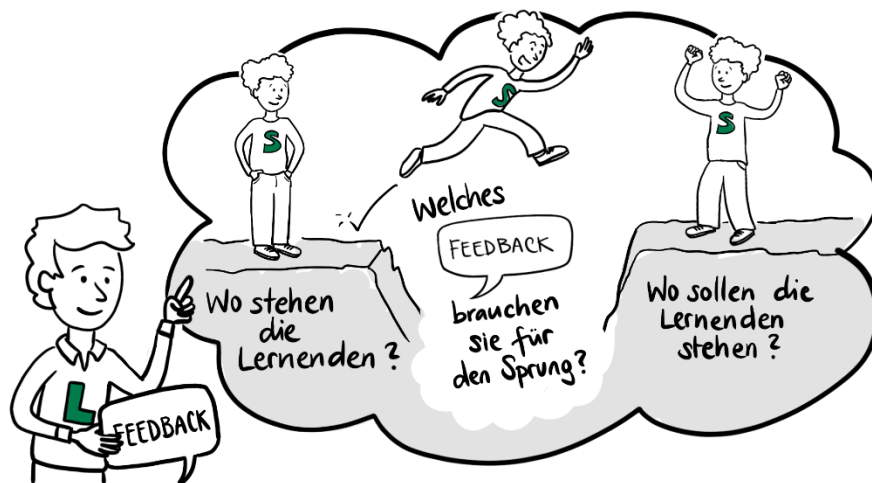 S
S
S
Wo stehen
die
Lernenden?
Welches
FEEDBACK
brauchen
sie für
den Sprung?
Wo sollen die
Lernenden
stehen?
L
FEEDBACK